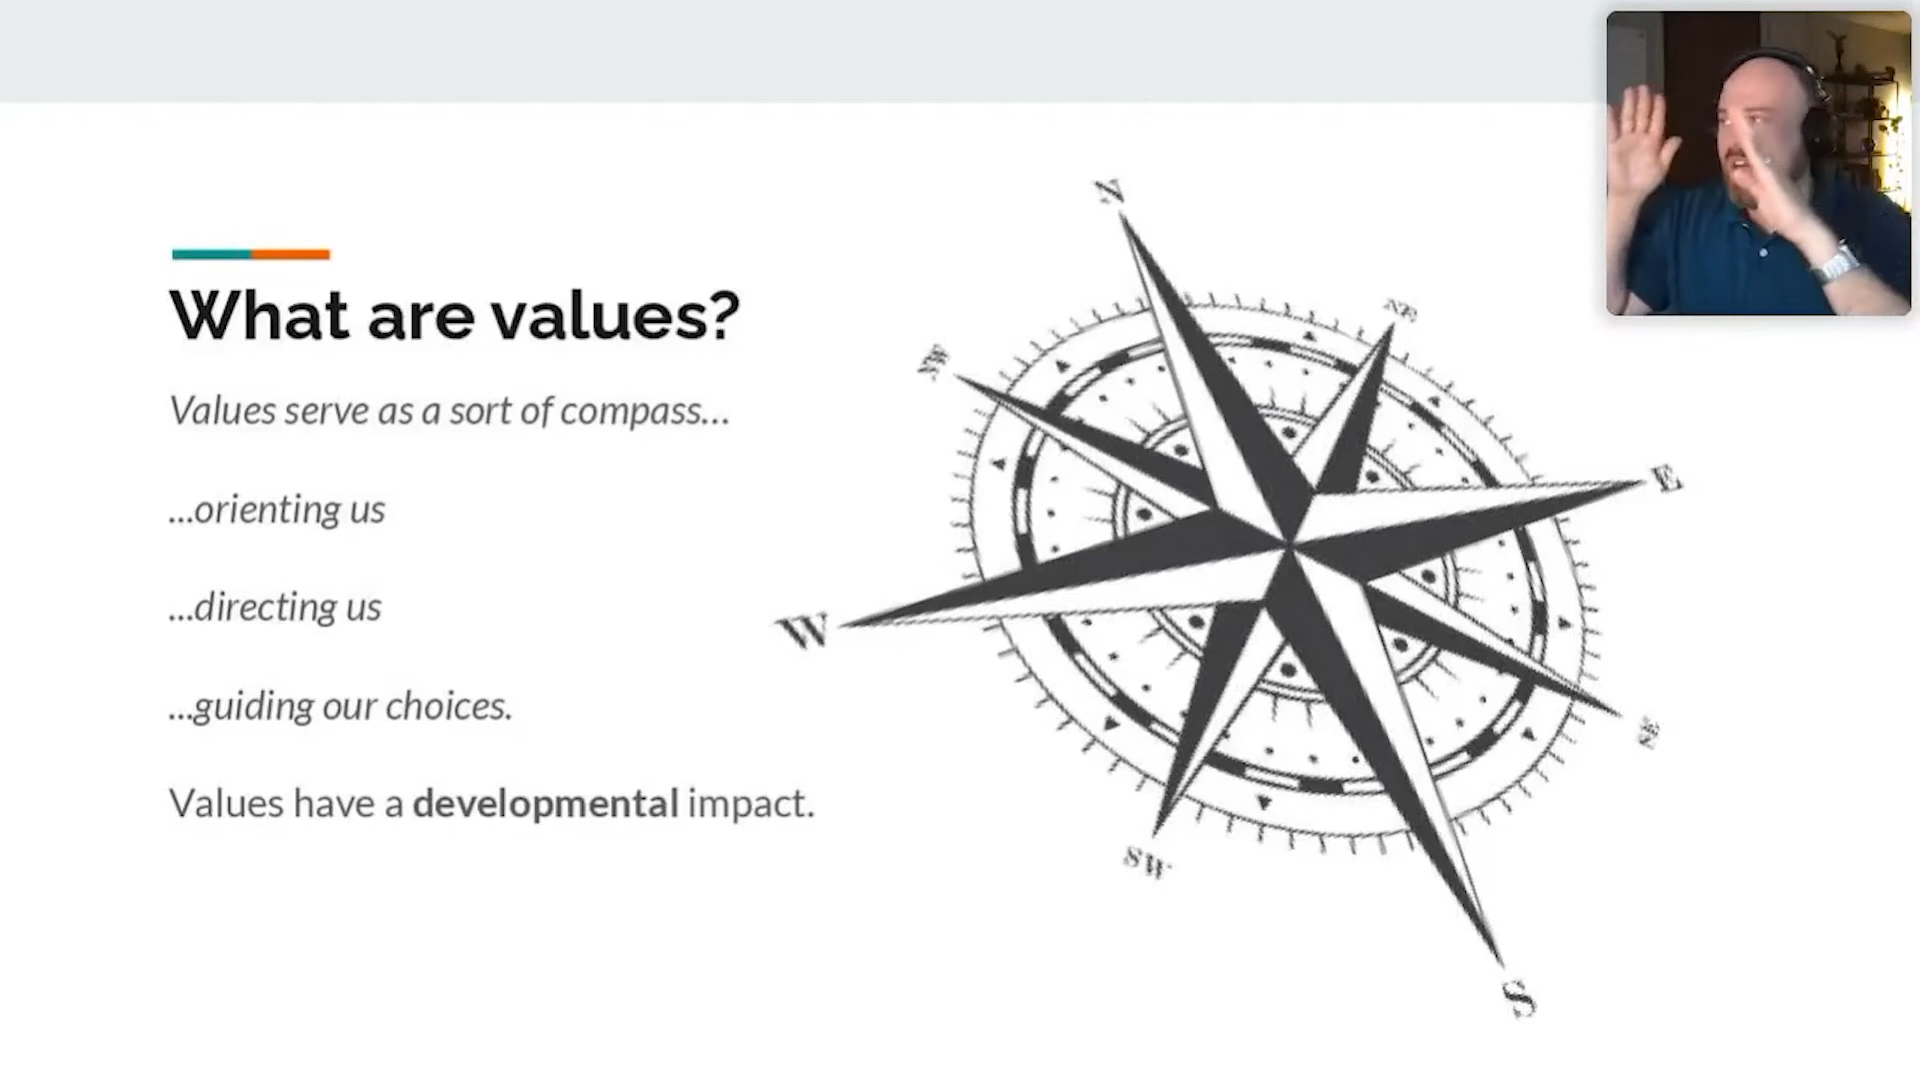 What are values?
Values serve as a sort of compass...
...orienting us
...directing us
...guiding our choices.
Values have a developmental impact.
N
NE
E
W
SW
S